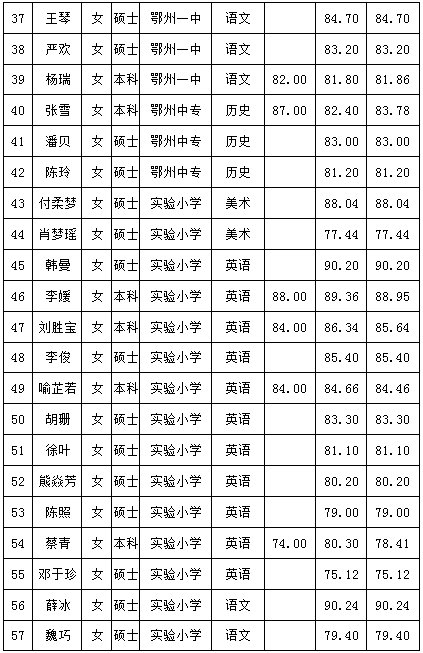 37 王琴 女 硕士 鄂州一中 语文 84.70 84.70
38 严欢 女 硕士 鄂州一中 语文 83.20 83.20
39 杨瑞 女 本科 鄂州一中 语文 82.00 81.80 81.86
40 张雪 女 本科 鄂州中专 历史 87.00 82.40 83.78
41 潘贝 女 硕士 鄂州中专 历史 83.00 83.00
42 陈玲 女 硕士 鄂州中专 历史 81.20 81.20
43 付柔梦 女 硕士 实验小学 美术 88.04 88.04
44 肖梦瑶 女 硕士 实验小学 美术 77.44 77.44
45 韩曼 女 硕士 实验小学 英语 90.20 90.20
46 李媛 女 本科 实验小学 英语 88.00 89.36 88.95
47 刘胜宝 女 本科 实验小学 英语 84.00 86.34 85.64
48 李俊 女 硕士 实验小学 英语 85.40 85.40
49 喻芷若 女 本科 实验小学 英语 84.00 84.66 84.46
50 胡珊 女 硕士 实验小学 英语 83.30 83.30
51 徐叶 女 硕士 实验小学 英语 81.10 81.10
52 熊焱芳 女 硕士 实验小学 英语 80.20 80.20
53 陈照 女 硕士 实验小学 英语 79.00 79.00
54 蔡青 女 本科 实验小学 英语 74.00 80.30 78.41
55 邓于珍 女 硕士 实验小学 英语 75.12 75.12
56 薛冰 女 硕士 实验小学 语文 90.24 90.24
57 魏巧 女 硕士 实验小学 语文 79.40 79.40